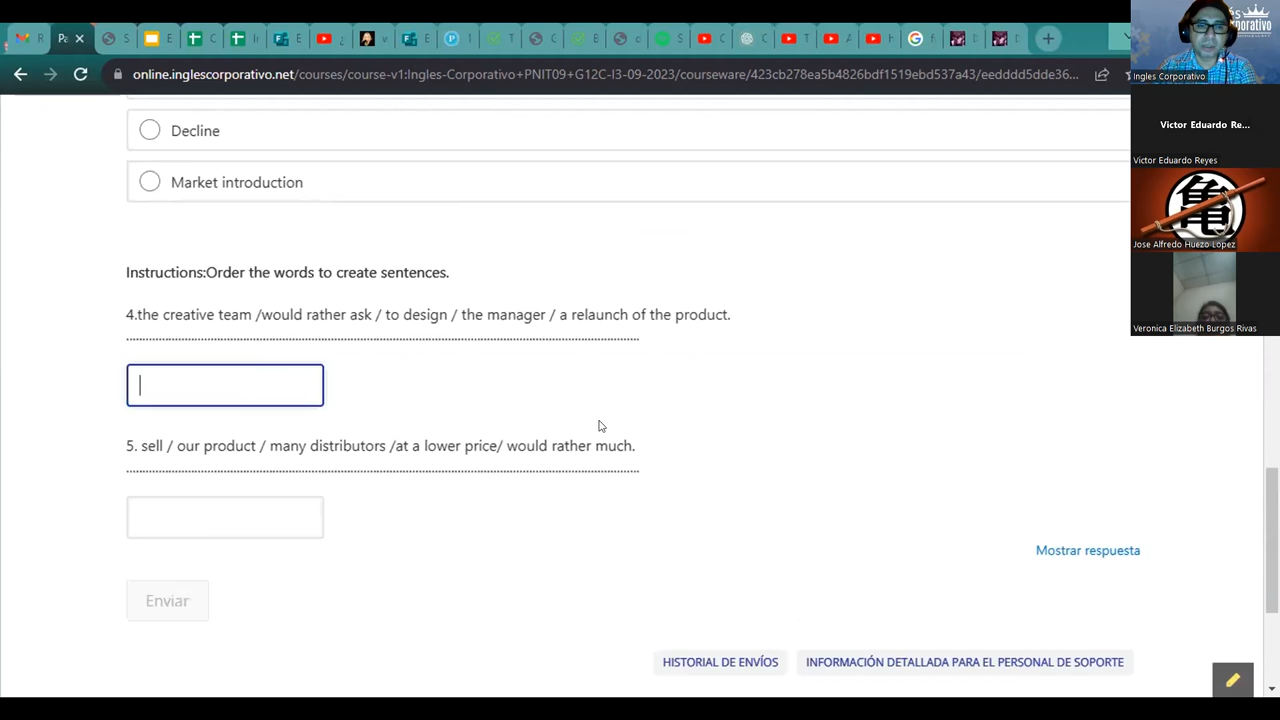 online.inglescorporativo.net/courses/course-v1:Ingles-Corporativo+PNIT09+G12C-I3-09-2023/courseware/423cb278ea5b4826bdf1519ebd537a43/eedddd5dde36...
Decline
Market introduction
Instructions:Order the words to create sentences.
4.the creative team /would rather ask / to design / the manager / a relaunch of the product.
5. sell / our product / many distributors /at a lower price/ would rather much.
Mostrar respuesta
Enviar
HISTORIAL DE ENVÍOS
INFORMACIÓN DETALLADA PARA EL PERSONAL DE SOPORTE
Ingles Corporativo
Victor Eduardo Re...
Victor Eduardo Reyes
亀
Jose Alfredo Huezo Lopez
Veronica Elizabeth Burgos Rivas